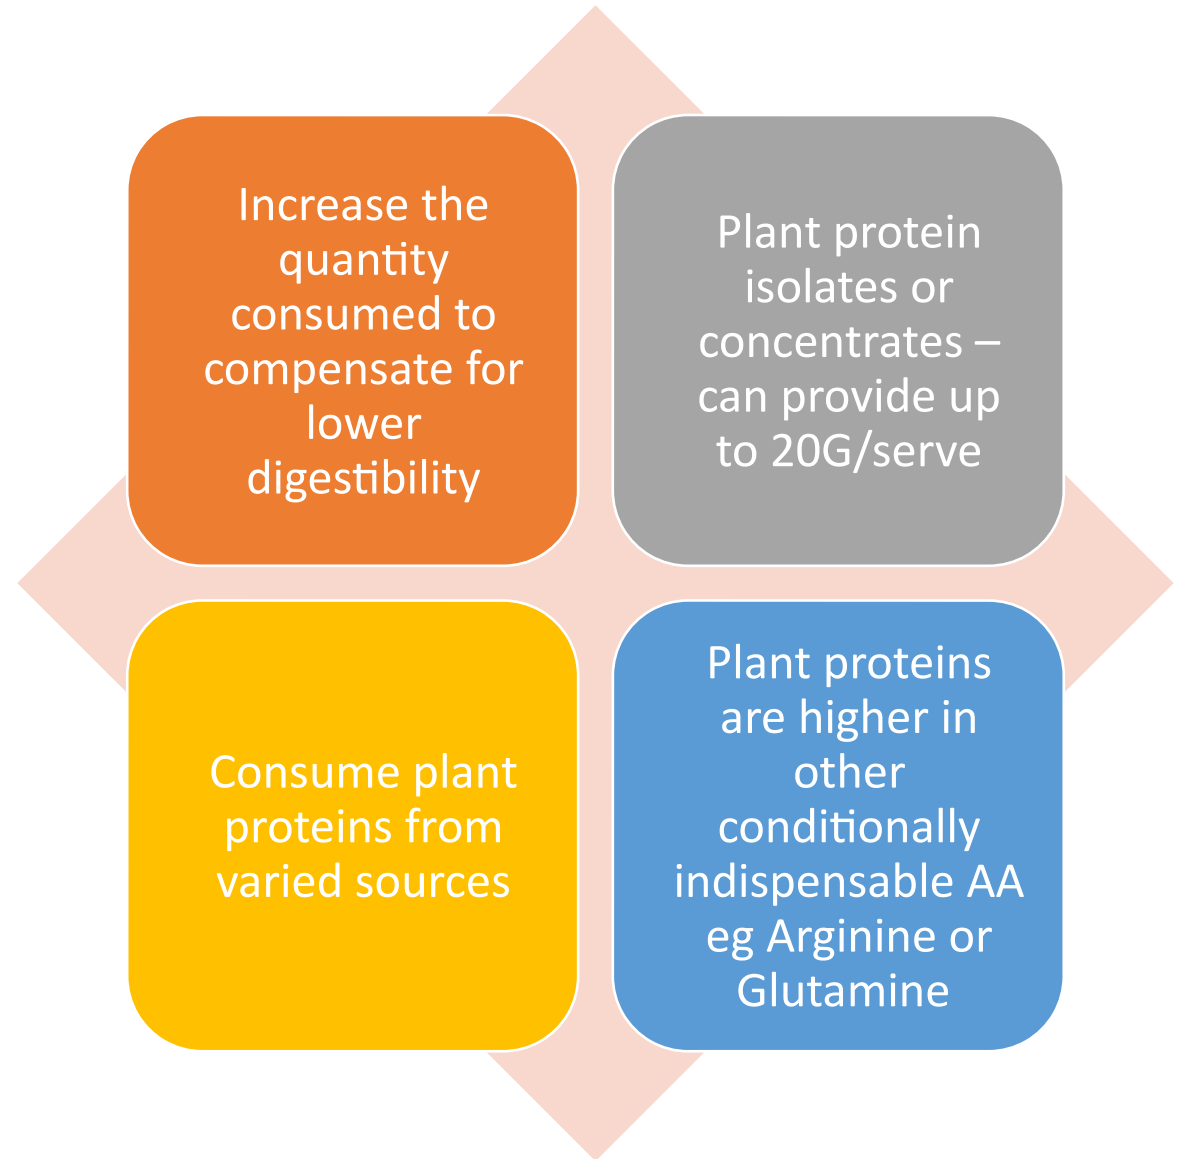 Increase the
quantity
consumed to
compensate for
lower
digestibility
Plant protein
isolates or
concentrates –
can provide up
to 20G/serve
Consume plant
proteins from
varied sources
Plant proteins
are higher in
other
conditionally
indispensable AA
eg Arginine or
Glutamine